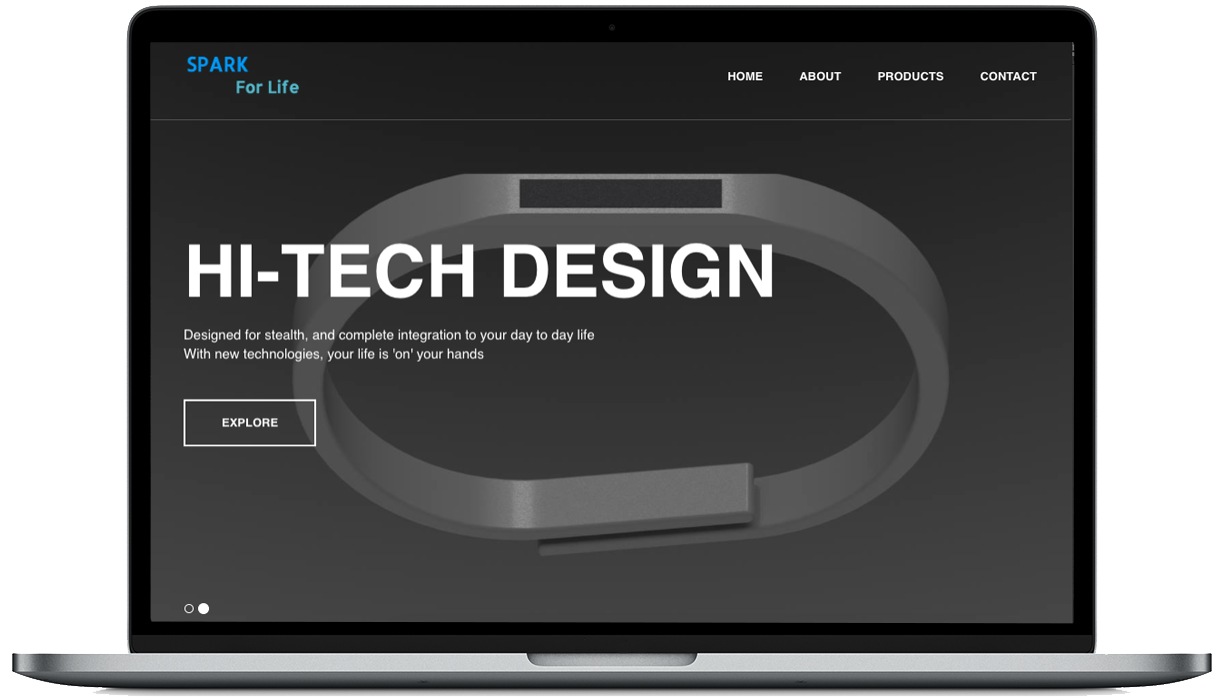 SPARK
For Life
HOME ABOUT PRODUCTS CONTACT
HI-TECH DESIGN
Designed for stealth, and complete integration to your day to day life
With new technologies, your life is 'on' your hands
EXPLORE